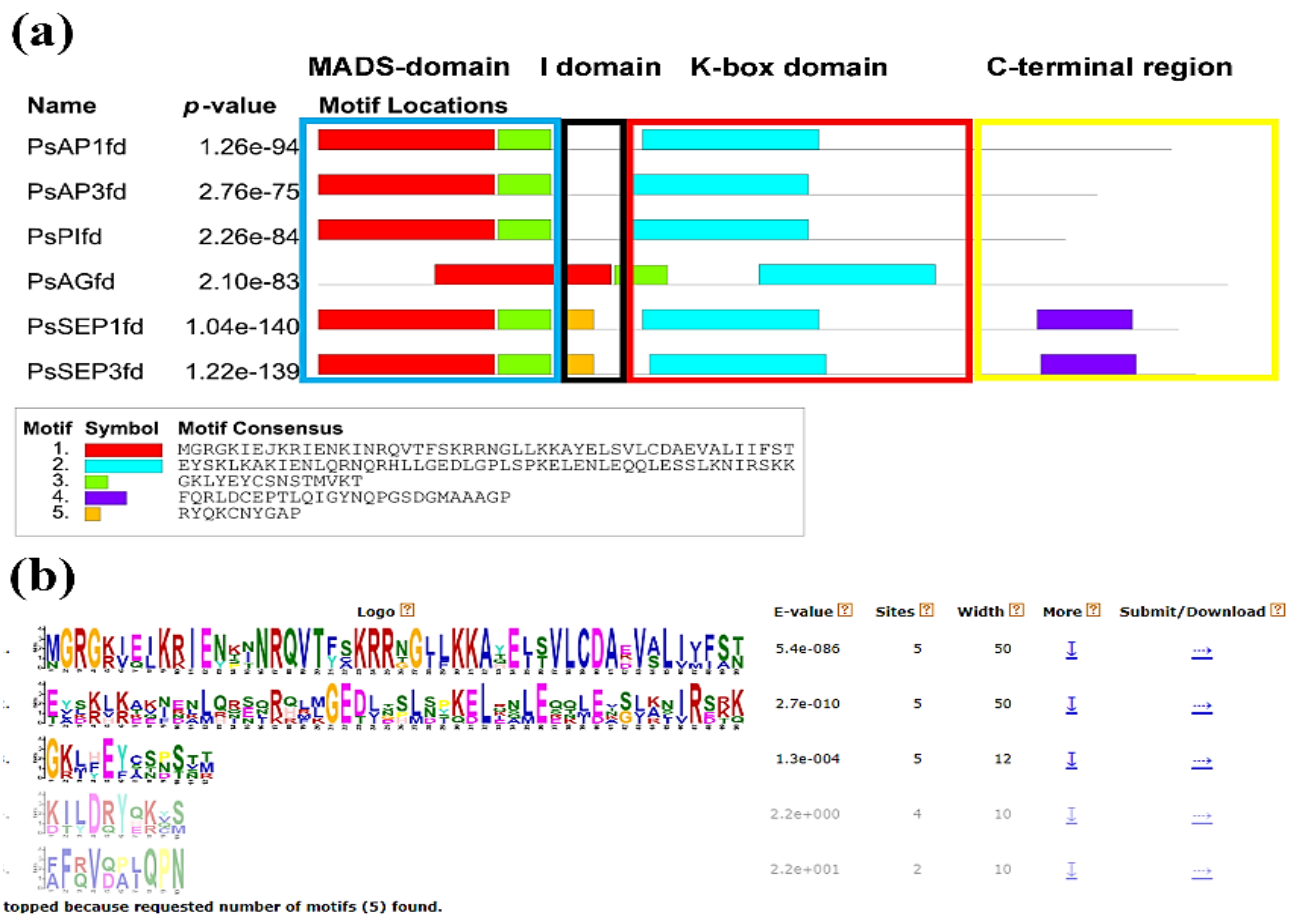 (a)
MADS-domain I domain K-box domain C-terminal region
Name p-value Motif Locations
PsAP1fd 1.26e-94
PsAP3fd 2.76e-75
PsPIfd 2.26e-84
PsAGfd 2.10e-83
PsSEP1fd 1.04e-140
PsSEP3fd 1.22e-139
Motif Symbol Motif Consensus
1. MGRGKIEJKRIENKINRQVTFSKRRNGLLKKAYELSVLCDAEVALIIFST
2. EYSKLKAKIENLQRNQRHLLGEDLGPLSPKELENLEQQLESSLKNIRSKK
3. GKLYEYCSNSTMVKT
4. FQRLDCEPTLQIGYNQPGSDGMAAAGP
5. RYQKCNYGAP
(b)
Logo ? E-value ? Sites ? Width ? More ? Submit/Download ?
5.4e-086 5 50
2.7e-010 5 50
1.3e-004 5 12
2.2e+000 4 10
2.2e+001 2 10
topped because requested number of motifs (5) found.